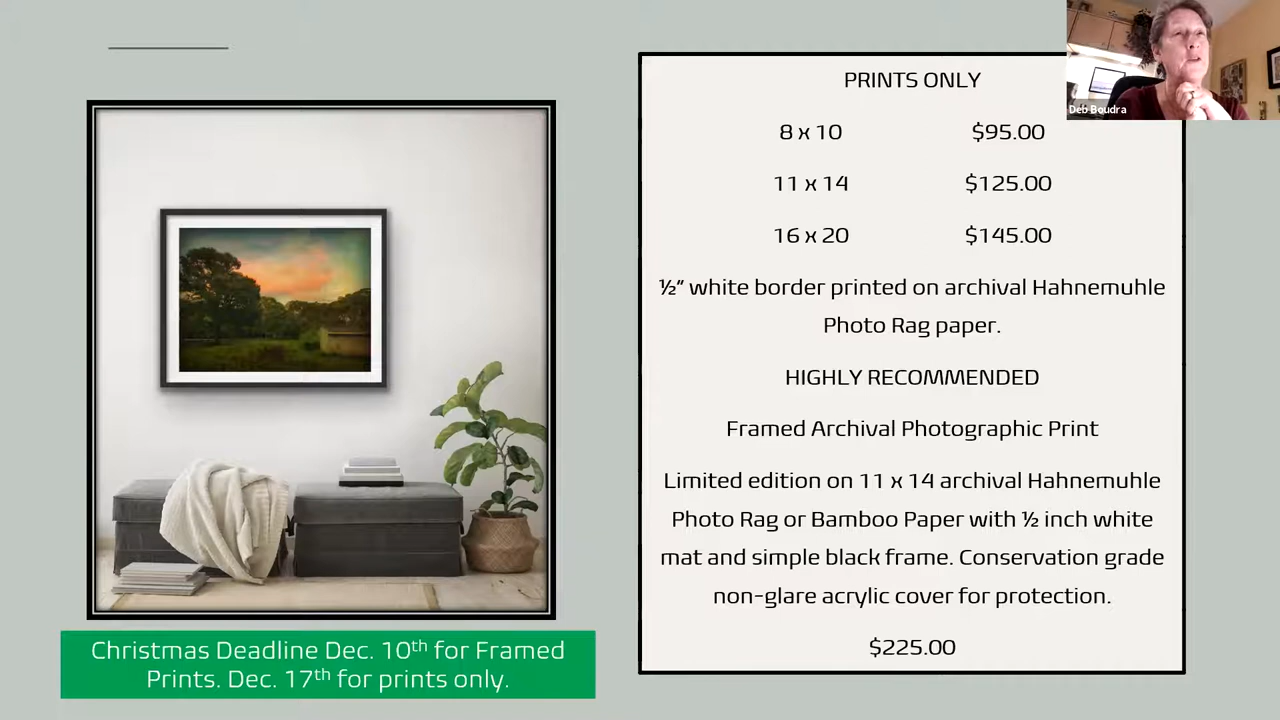 PRINTS ONLY
8 x 10 $95.00
11 x 14 $125.00
16 x 20 $145.00
½” white border printed on archival Hahnemuhle
Photo Rag paper.
HIGHLY RECOMMENDED
Framed Archival Photographic Print
Limited edition on 11 x 14 archival Hahnemuhle
Photo Rag or Bamboo Paper with ½ inch white
mat and simple black frame. Conservation grade
non-glare acrylic cover for protection.
$225.00
Christmas Deadline Dec. 10th for Framed
Prints. Dec. 17th for prints only.
Deb Boudra